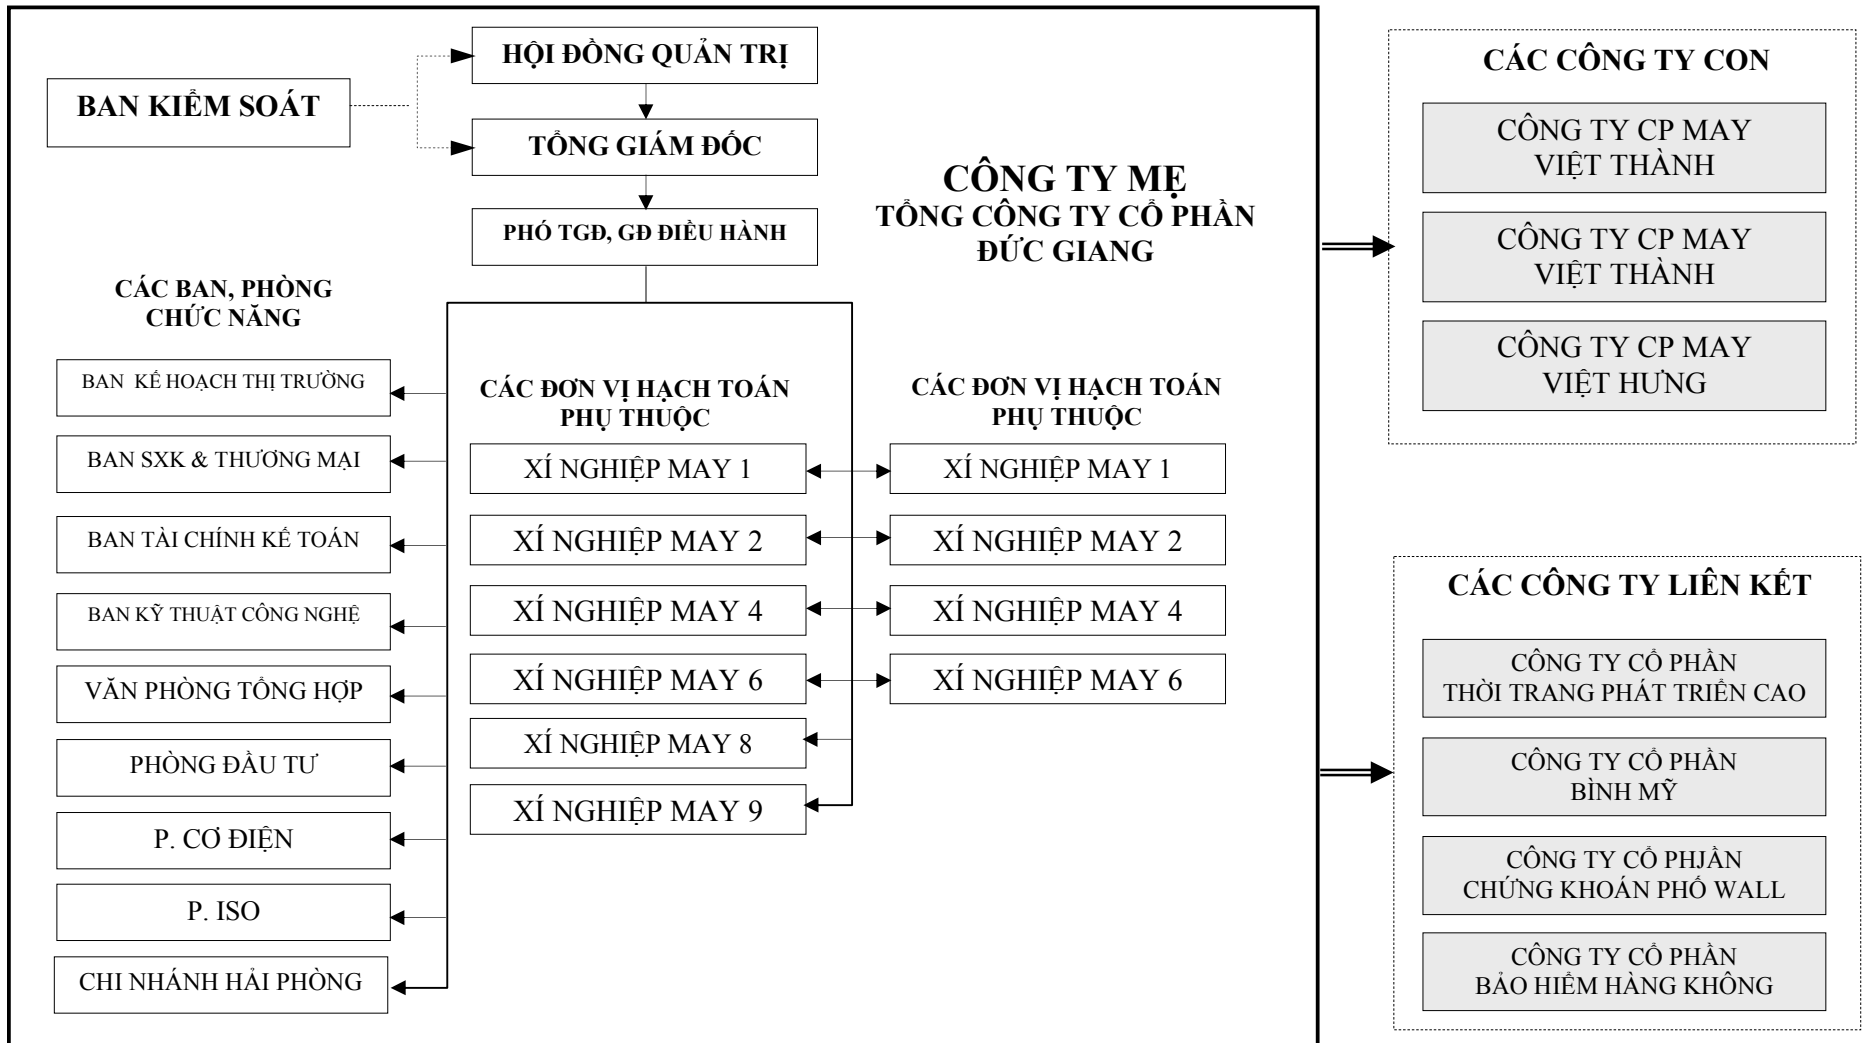 HỘI ĐỒNG QUẢN TRỊ
BAN KIỂM SOÁT
TỔNG GIÁM ĐỐC
PHÓ TGĐ, GĐ ĐIỀU HÀNH
CÔNG TY MẸ
TỔNG CÔNG TY CỔ PHẦN
ĐỨC GIANG
CÁC BAN, PHÒNG
CHỨC NĂNG
BAN KẾ HOẠCH THỊ TRƯỜNG
BAN SXK & THƯƠNG MẠI
BAN TÀI CHÍNH KẾ TOÁN
BAN KỸ THUẬT CÔNG NGHỆ
VĂN PHÒNG TỔNG HỢP
PHÒNG ĐẦU TƯ
P. CƠ ĐIỆN
P. ISO
CHI NHÁNH HẢI PHÒNG
CÁC ĐƠN VỊ HẠCH TOÁN
PHỤ THUỘC
XÍ NGHIỆP MAY 1
XÍ NGHIỆP MAY 2
XÍ NGHIỆP MAY 4
XÍ NGHIỆP MAY 6
XÍ NGHIỆP MAY 8
XÍ NGHIỆP MAY 9
CÁC ĐƠN VỊ HẠCH TOÁN
PHỤ THUỘC
XÍ NGHIỆP MAY 1
XÍ NGHIỆP MAY 2
XÍ NGHIỆP MAY 4
XÍ NGHIỆP MAY 6
CÁC CÔNG TY CON
CÔNG TY CP MAY
VIỆT THÀNH
CÔNG TY CP MAY
VIỆT THÀNH
CÔNG TY CP MAY
VIỆT HƯNG
CÁC CÔNG TY LIÊN KẾT
CÔNG TY CỔ PHẦN
THỜI TRANG PHÁT TRIỂN CAO
CÔNG TY CỔ PHẦN
BÌNH MỸ
CÔNG TY CỔ PHJẦN
CHỨNG KHOÁN PHỐ WALL
CÔNG TY CỔ PHẦN
BẢO HIỂM HÀNG KHÔNG